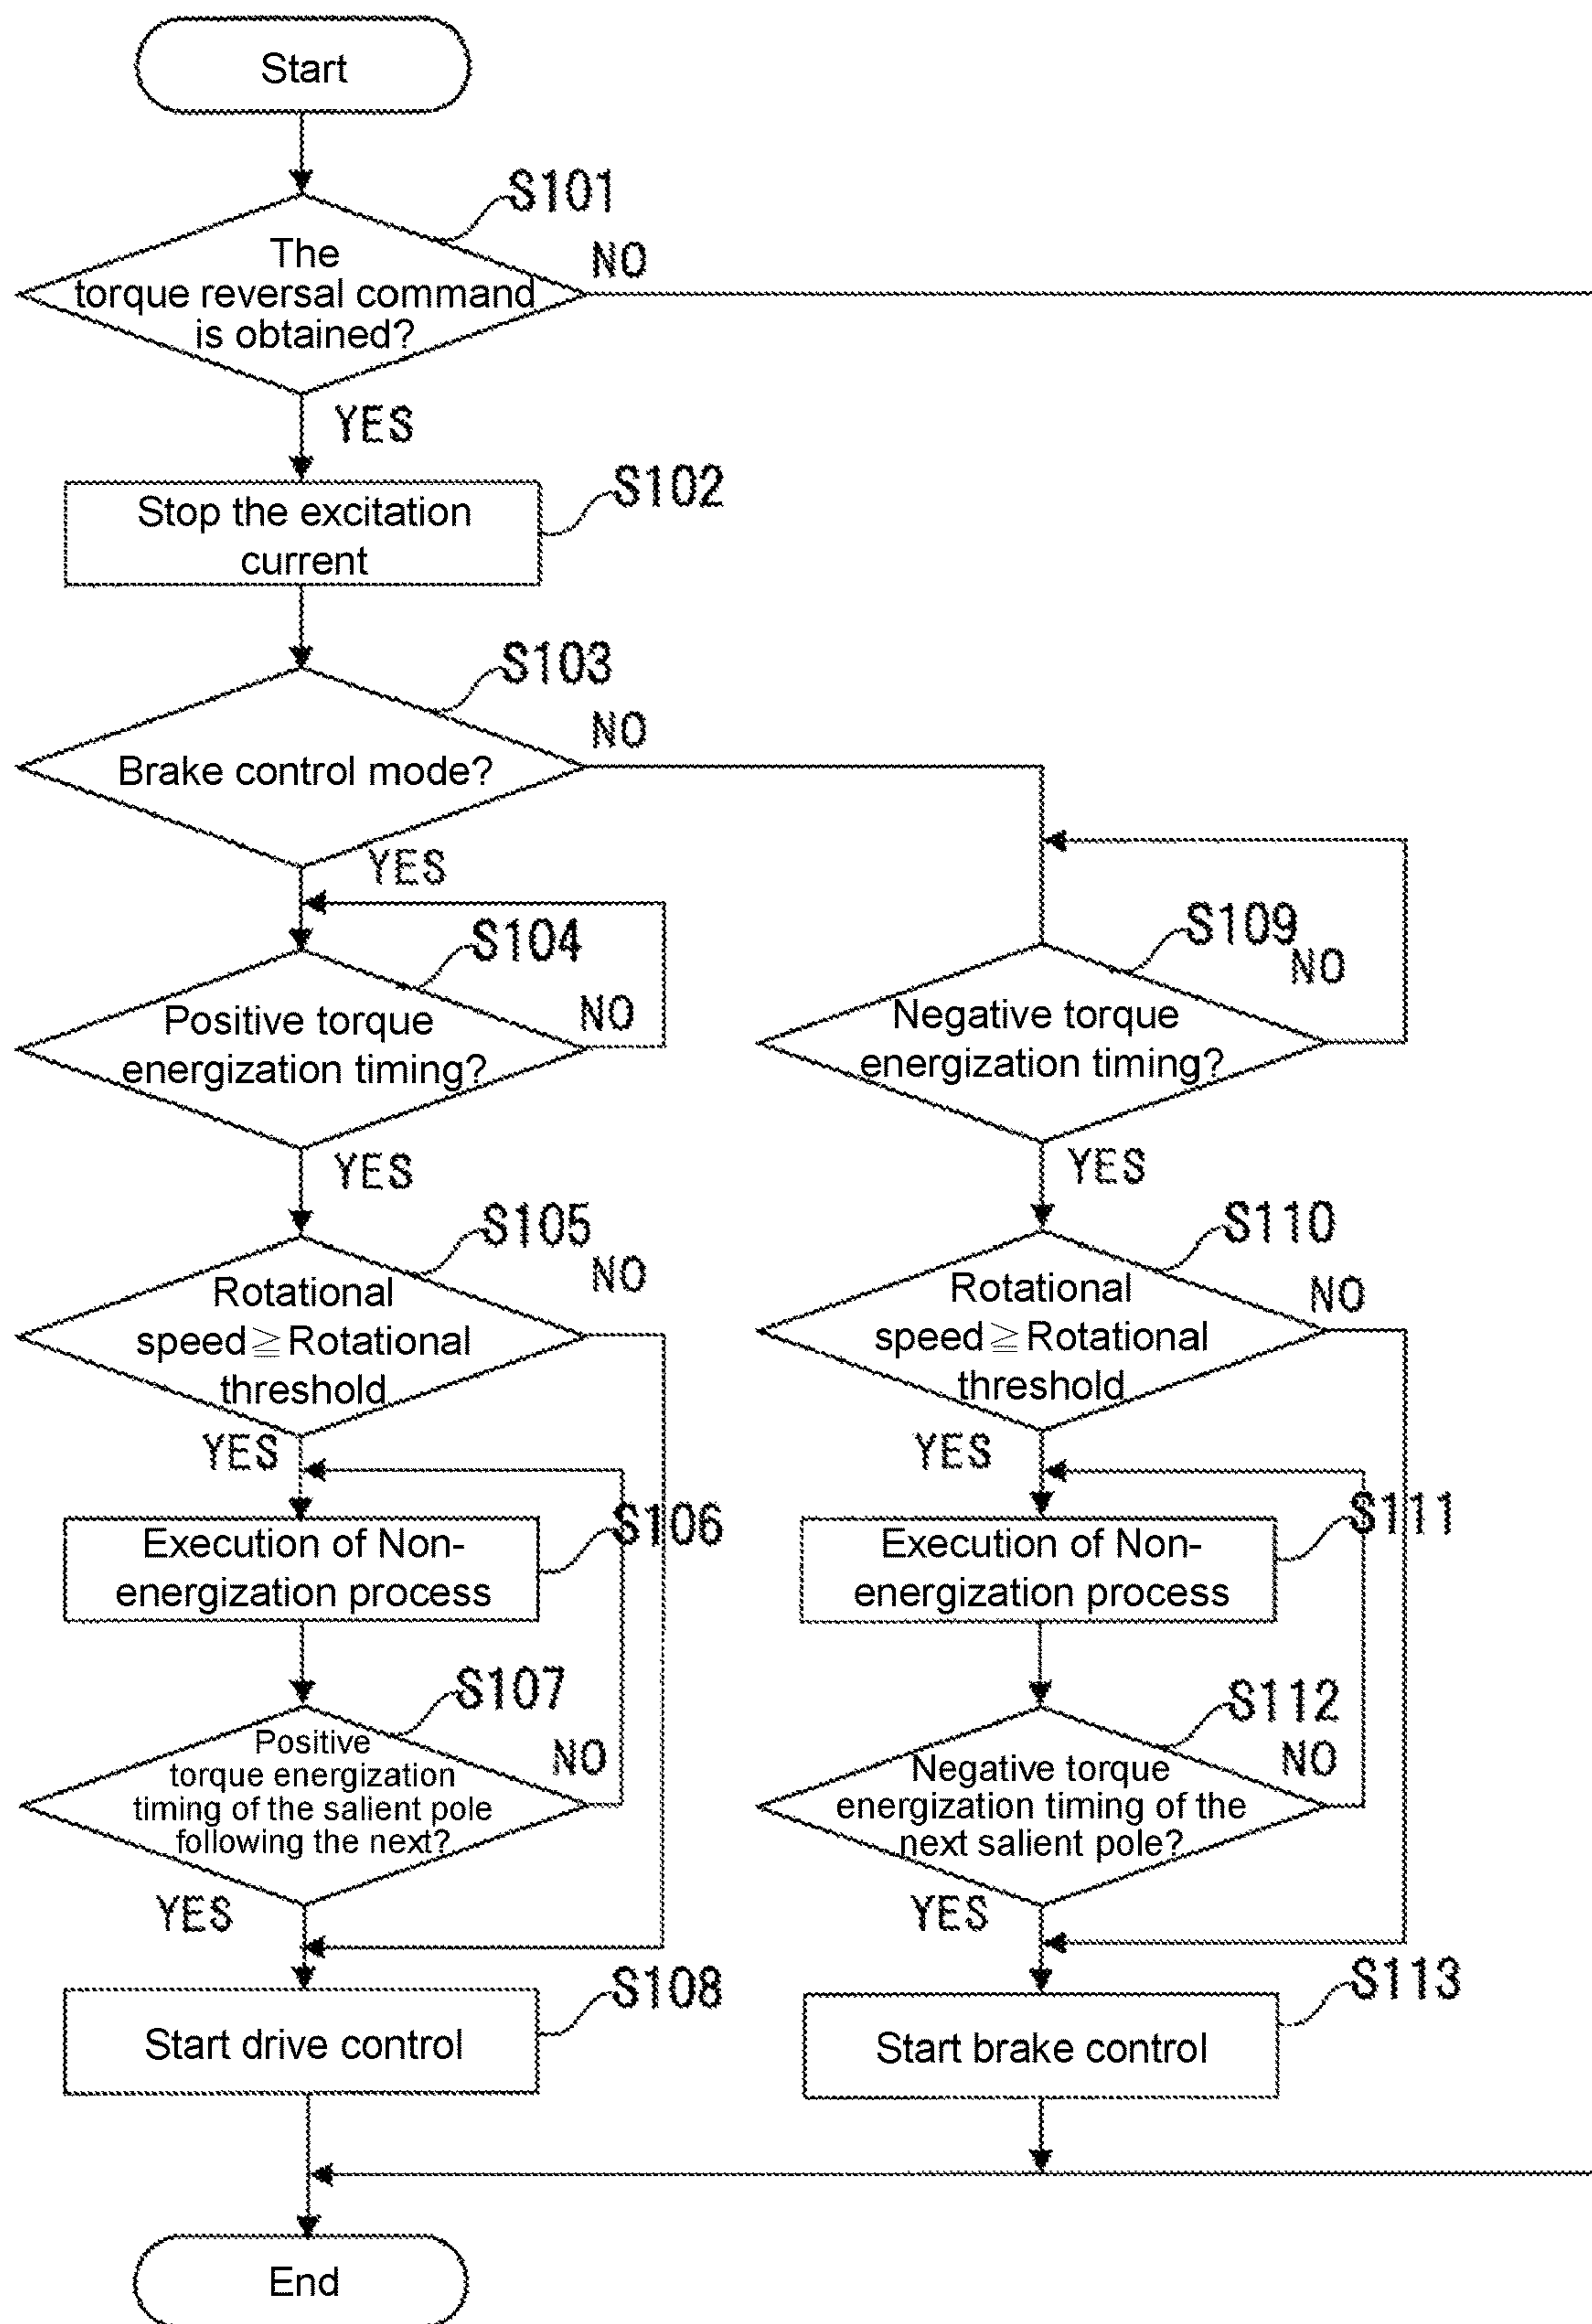 Start
S101
The
torque reversal command
is obtained?
NO
YES
S102
Stop the excitation
current
S103
Brake control mode?
NO
YES
S104
Positive torque
energization timing?
NO
YES
S109
Negative torque
energization timing?
NO
YES
S105
Rotational
speed≧Rotational
threshold
NO
YES
S110
Rotational
speed≧Rotational
threshold
NO
YES
S106
Execution of Non-
energization process
S111
Execution of Non-
energization process
S107
Positive
torque energization
timing of the salient pole
following the next?
NO
YES
S112
Negative torque
energization timing of the
next salient pole?
NO
YES
S108
Start drive control
S113
Start brake control
End